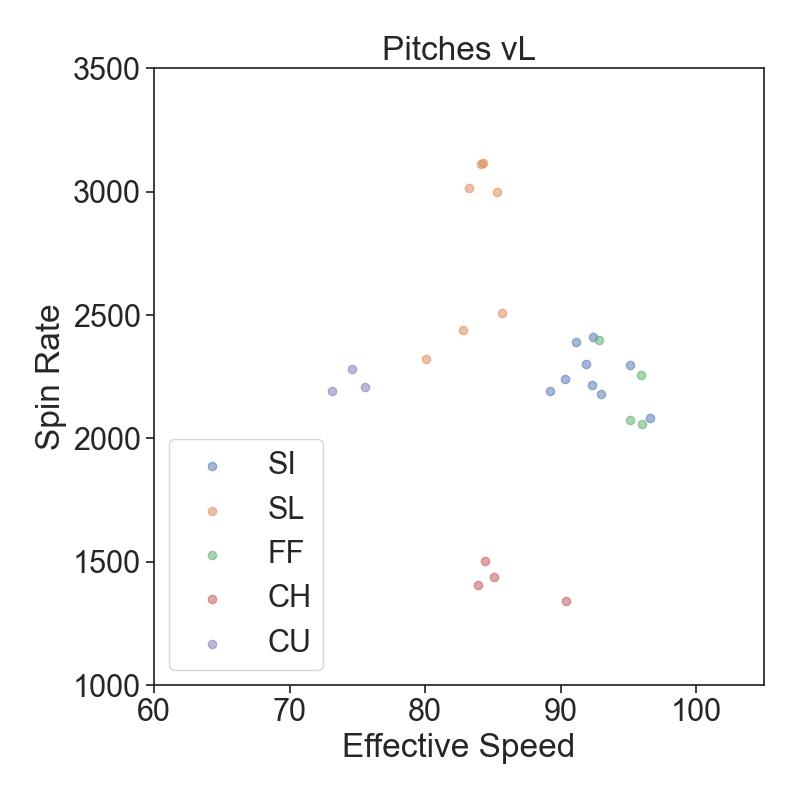 Pitches vL
3500
3000
2500
2000
1500
1000
Spin Rate
SI
SL
FF
CH
CU
60 70 80 90 100
Effective Speed